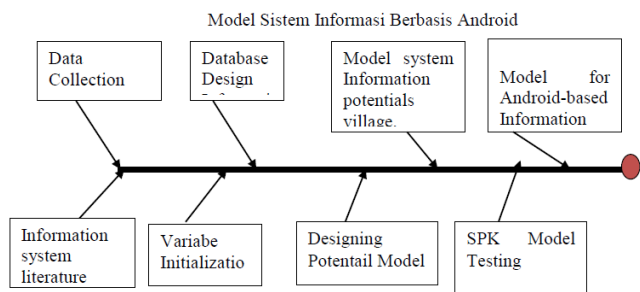 Model Sistem Informasi Berbasis Android
Data
Collection
Database
Design
Model system
Information
potentials
village.
Model for
Android-based
Information
Information
system
literature
Variabe
Initializatio
Designing
Potentail Model
SPK Model
Testing